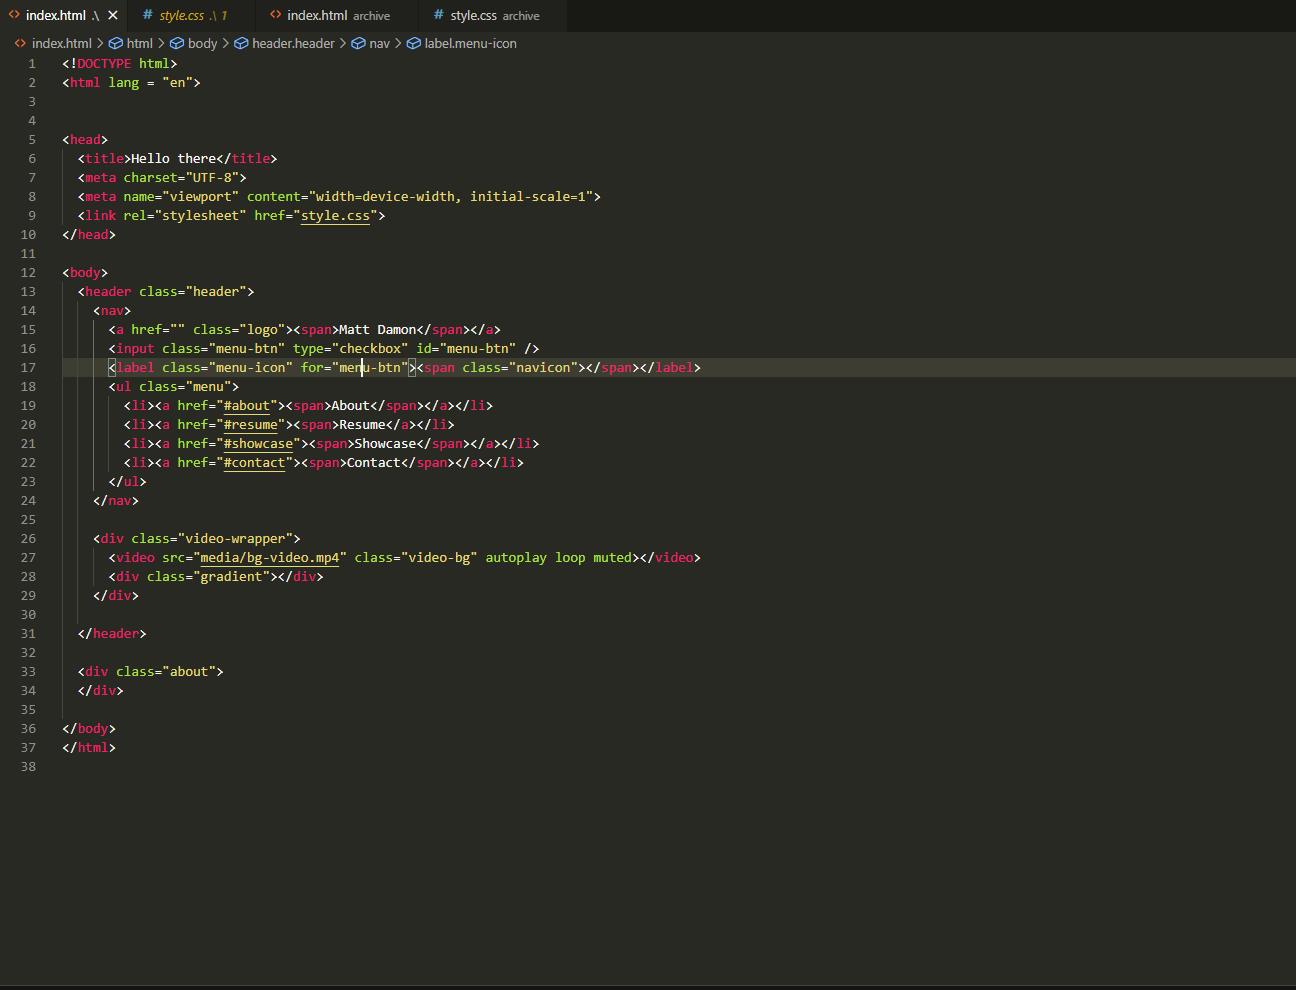 index.html .\ style.css .\ 1 index.html archive style.css archive
index.html > html > body > header.header > nav > label.menu-icon
1 <!DOCTYPE html>
2 <html lang = "en">
3
4
5 <head>
6 <title>Hello there</title>
7 <meta charset="UTF-8">
8 <meta name="viewport" content="width=device-width, initial-scale=1">
9 <link rel="stylesheet" href="style.css">
10 </head>
11
12 <body>
13 <header class="header">
14 <nav>
15 <a href="" class="logo"><span>Matt Damon</span></a>
16 <input class="menu-btn" type="checkbox" id="menu-btn" />
17 <label class="menu-icon" for="menu-btn"><span class="navicon"></span></label>
18 <ul class="menu">
19 <li><a href="#about"><span>About</span></a></li>
20 <li><a href="#resume"><span>Resume</a></li>
21 <li><a href="#showcase"><span>Showcase</span></a></li>
22 <li><a href="#contact"><span>Contact</span></a></li>
23 </ul>
24 </nav>
25
26 <div class="video-wrapper">
27 <video src="media/bg-video.mp4" class="video-bg" autoplay loop muted></video>
28 <div class="gradient"></div>
29 </div>
30
31 </header>
32
33 <div class="about">
34 </div>
35
36 </body>
37 </html>
38